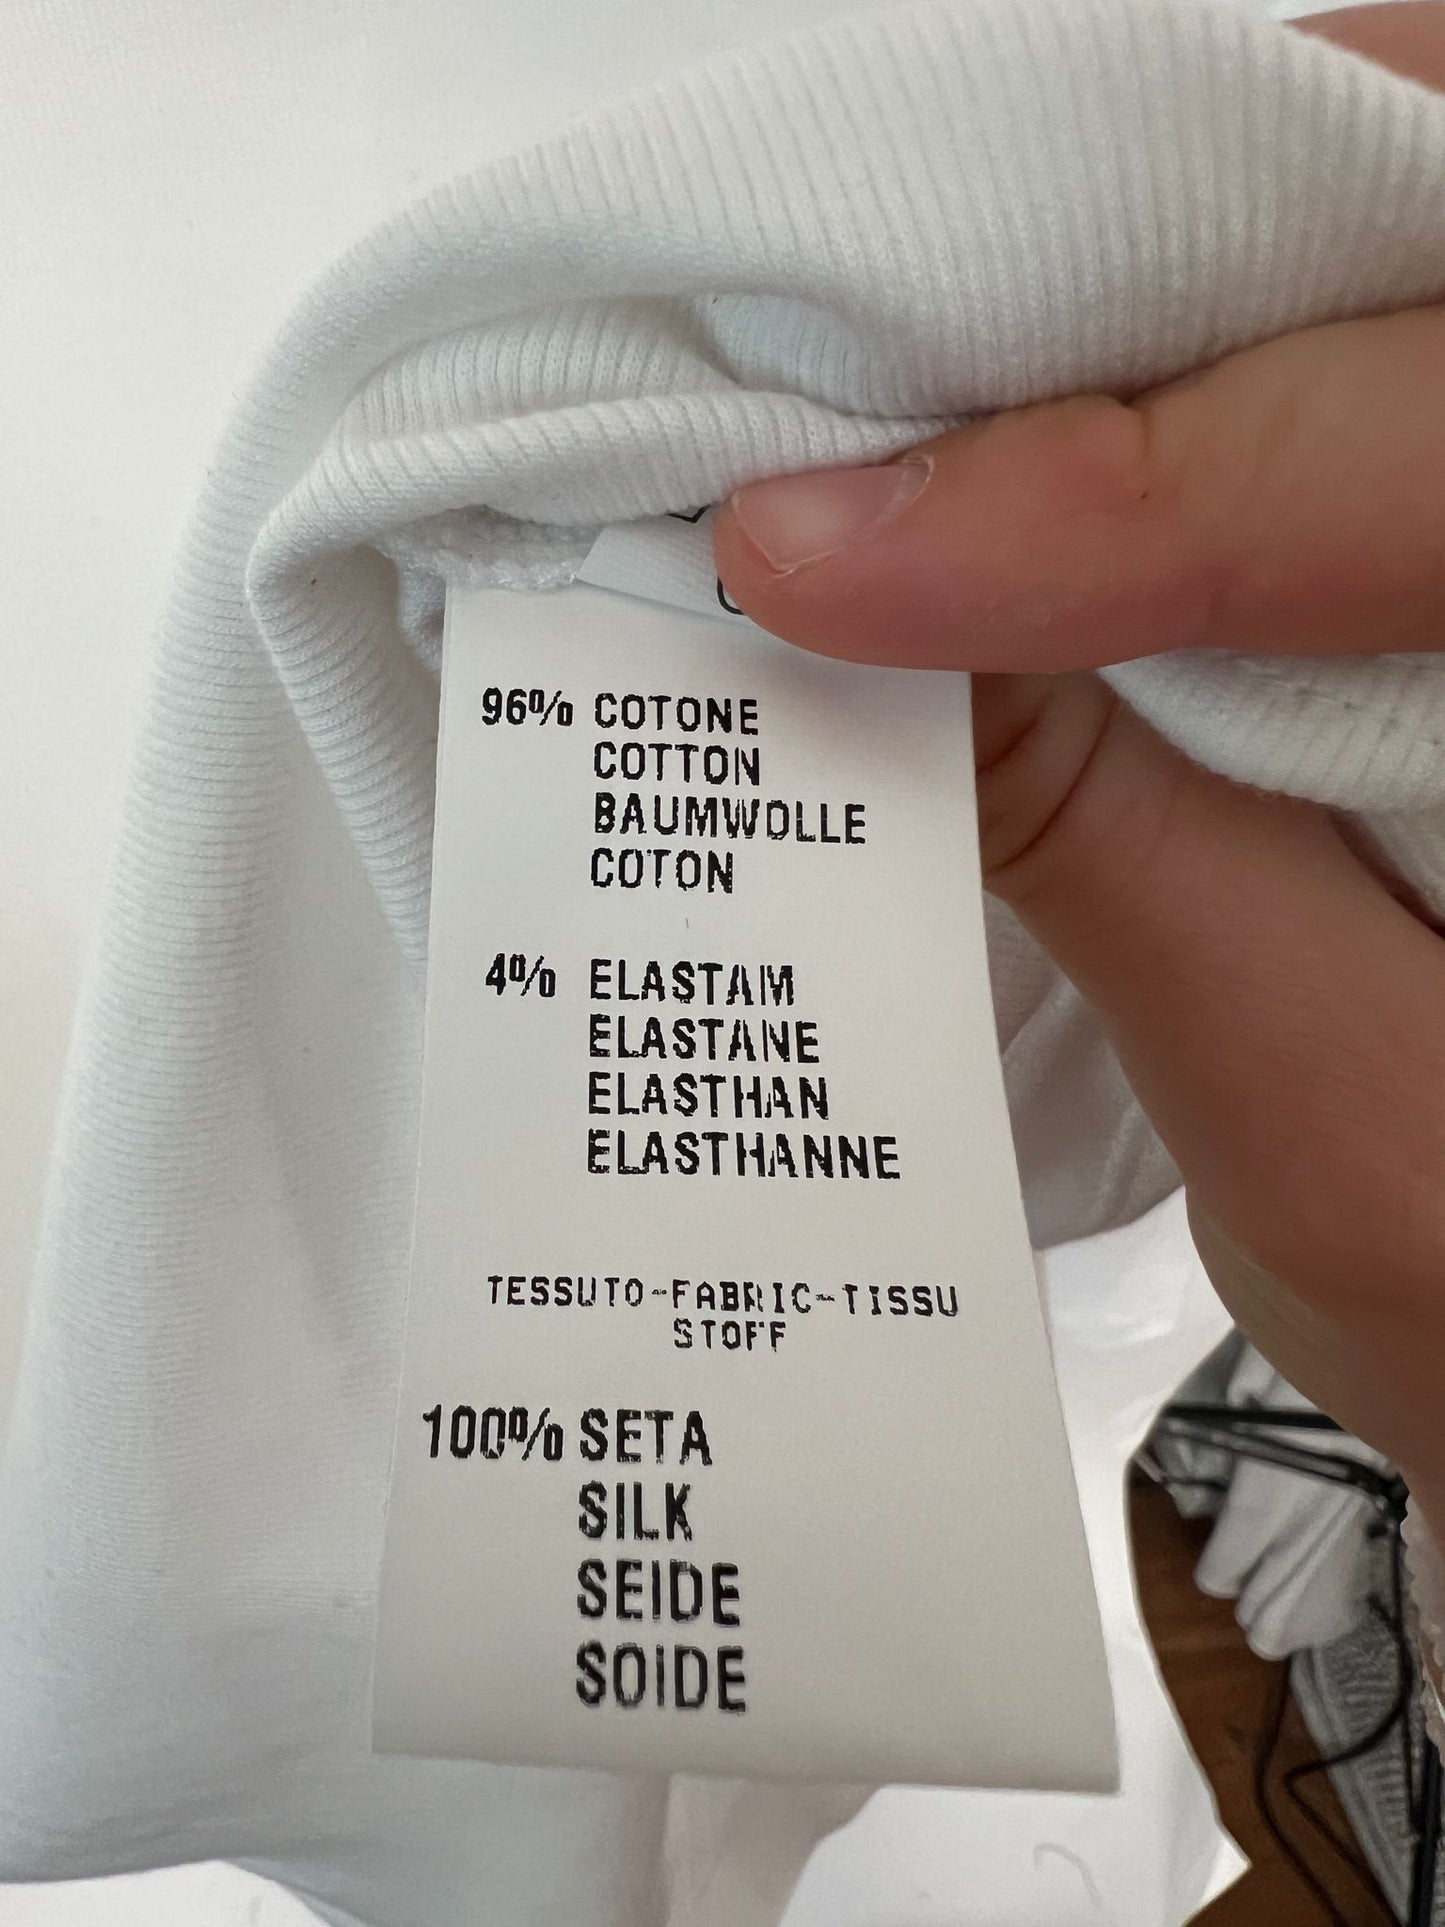 96% COTONE
COTTON
BAUMWOLLE
COTON
4% ELASTAM
ELASTANE
ELASTHAN
ELASTHANNE
TESSUTO-FABRIC-TISSU
STOFF
100% SETA
SILK
SEIDE
SOIDE